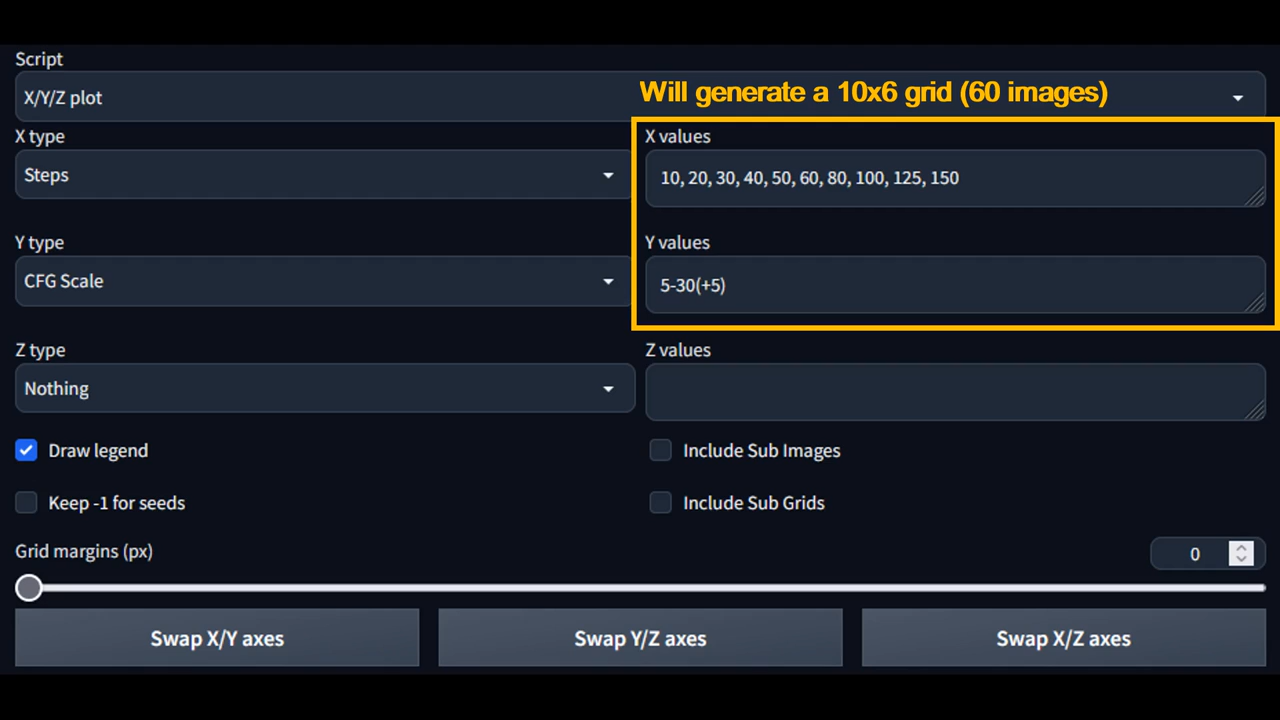 Script
X/Y/Z plot
Will generate a 10x6 grid (60 images)
X type
X values
Steps
10, 20, 30, 40, 50, 60, 80, 100, 125, 150
Y type
Y values
CFG Scale
5-30(+5)
Z type
Z values
Nothing
Draw legend
Include Sub Images
Keep -1 for seeds
Include Sub Grids
Grid margins (px)
0
Swap X/Y axes
Swap Y/Z axes
Swap X/Z axes